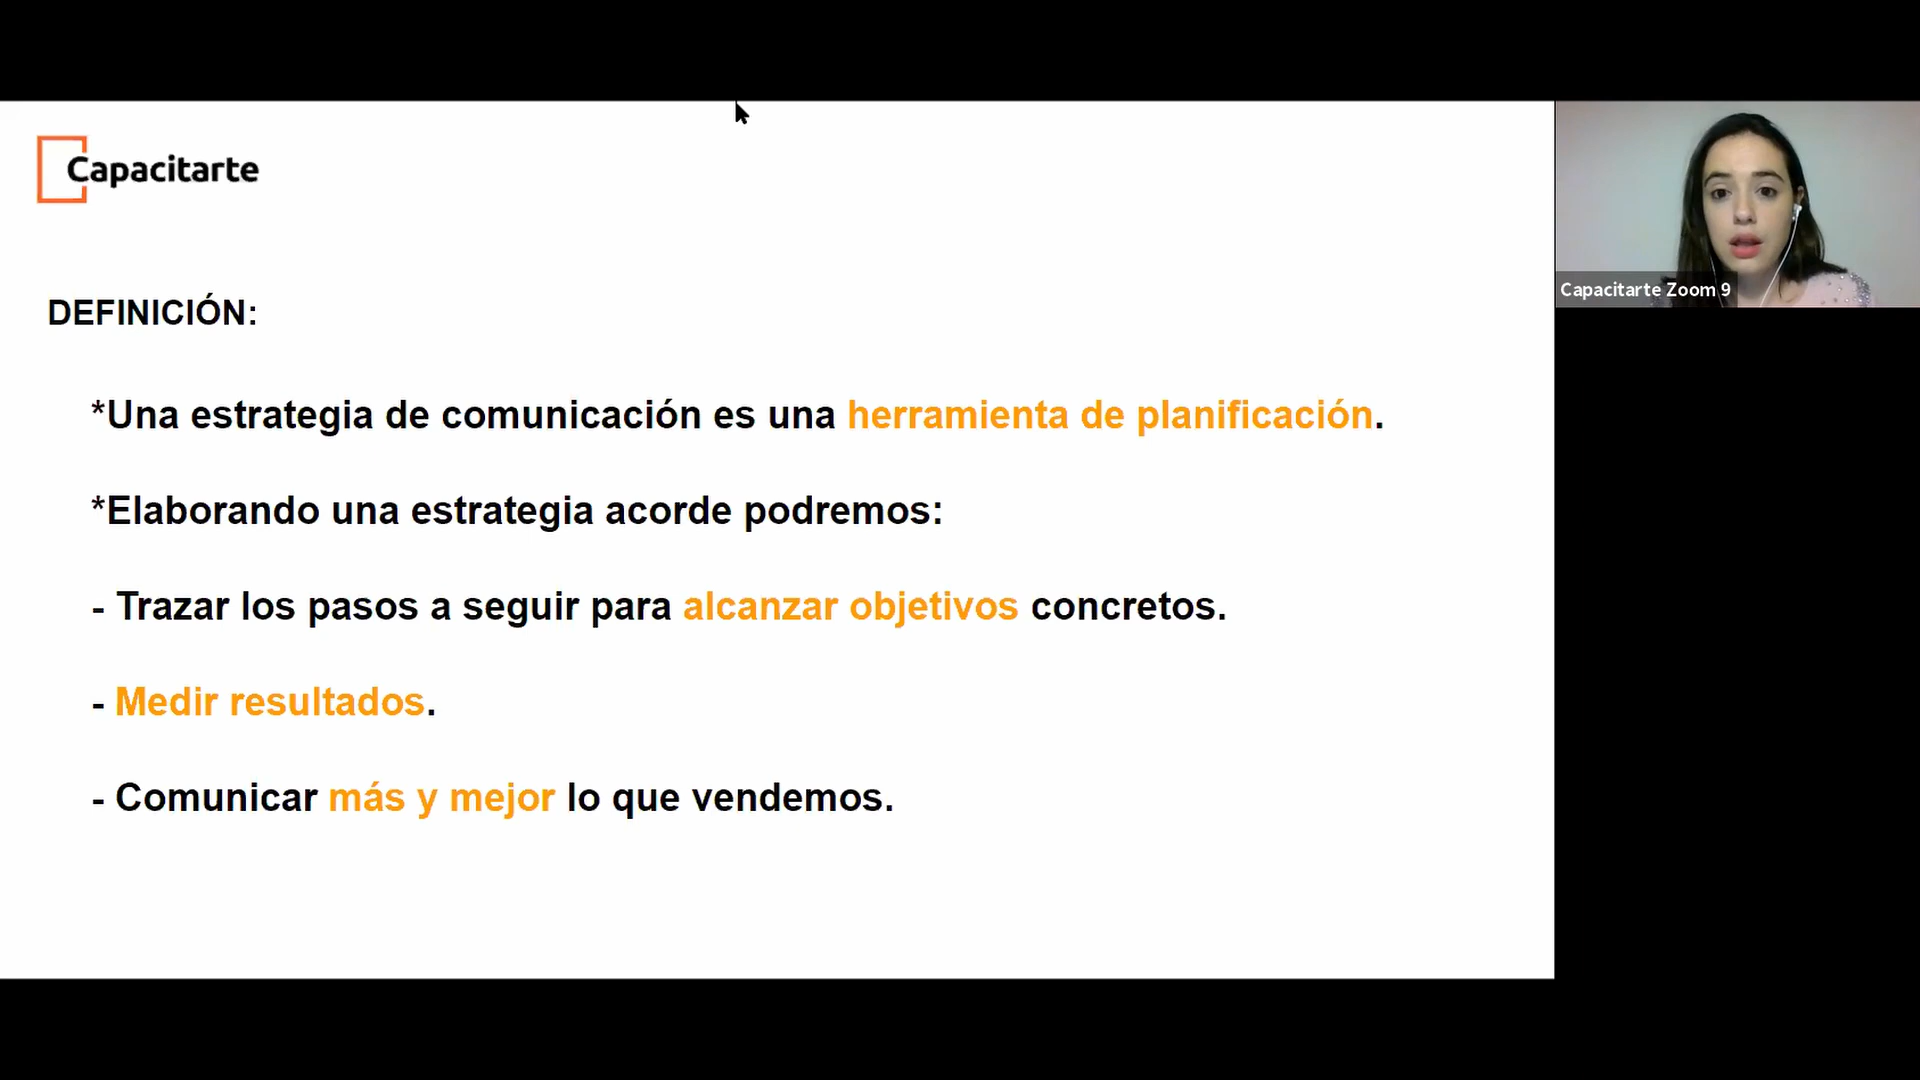 Capacitarte
DEFINICIÓN:
*Una estrategia de comunicación es una herramienta de planificación.
*Elaborando una estrategia acorde podremos:
- Trazar los pasos a seguir para alcanzar objetivos concretos.
- Medir resultados.
- Comunicar más y mejor lo que vendemos.
Capacitarte Zoom 9